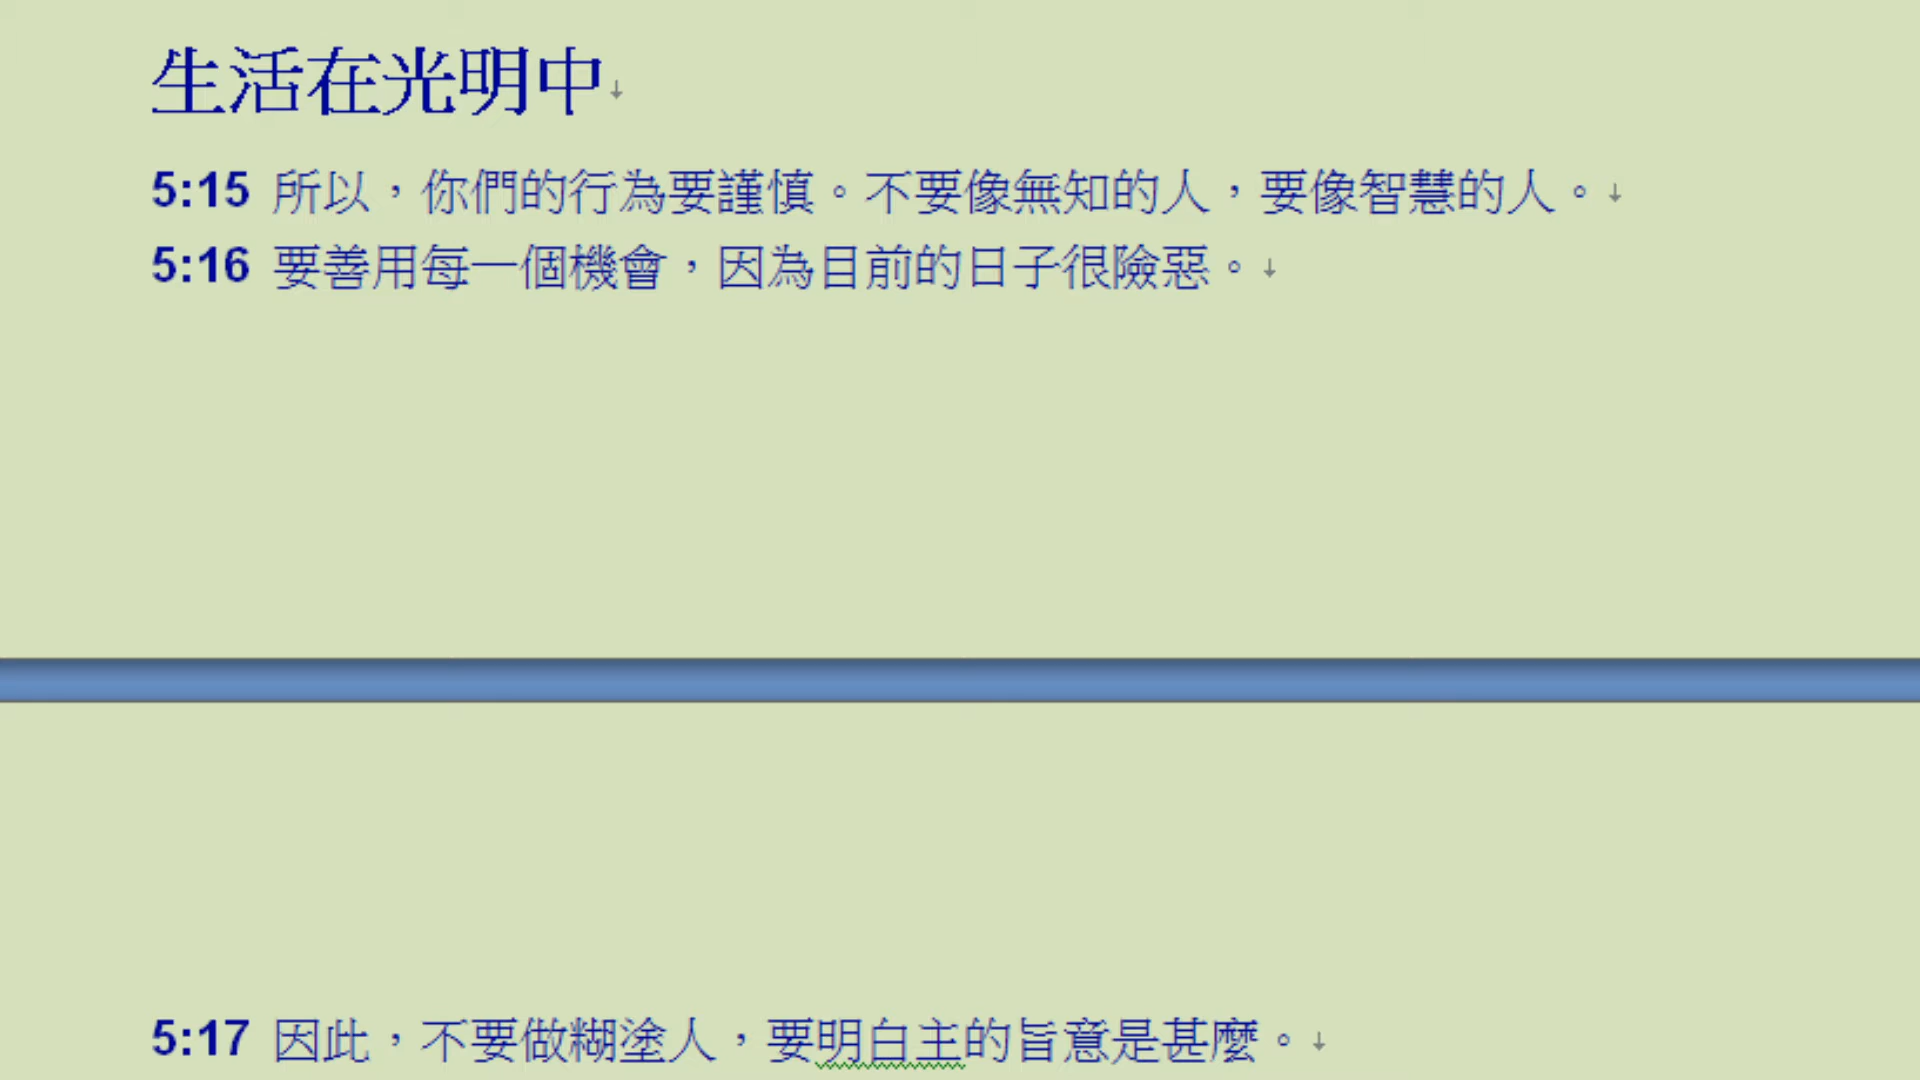 生活在光明中↓
5:15 所以，你們的行為要謹慎。不要像無知的人，要像智慧的人。↓
5:16 要善用每一個機會，因為目前的日子很險惡。↓
5:17 因此，不要做糊塗人，要明白主的旨意是甚麼。↓